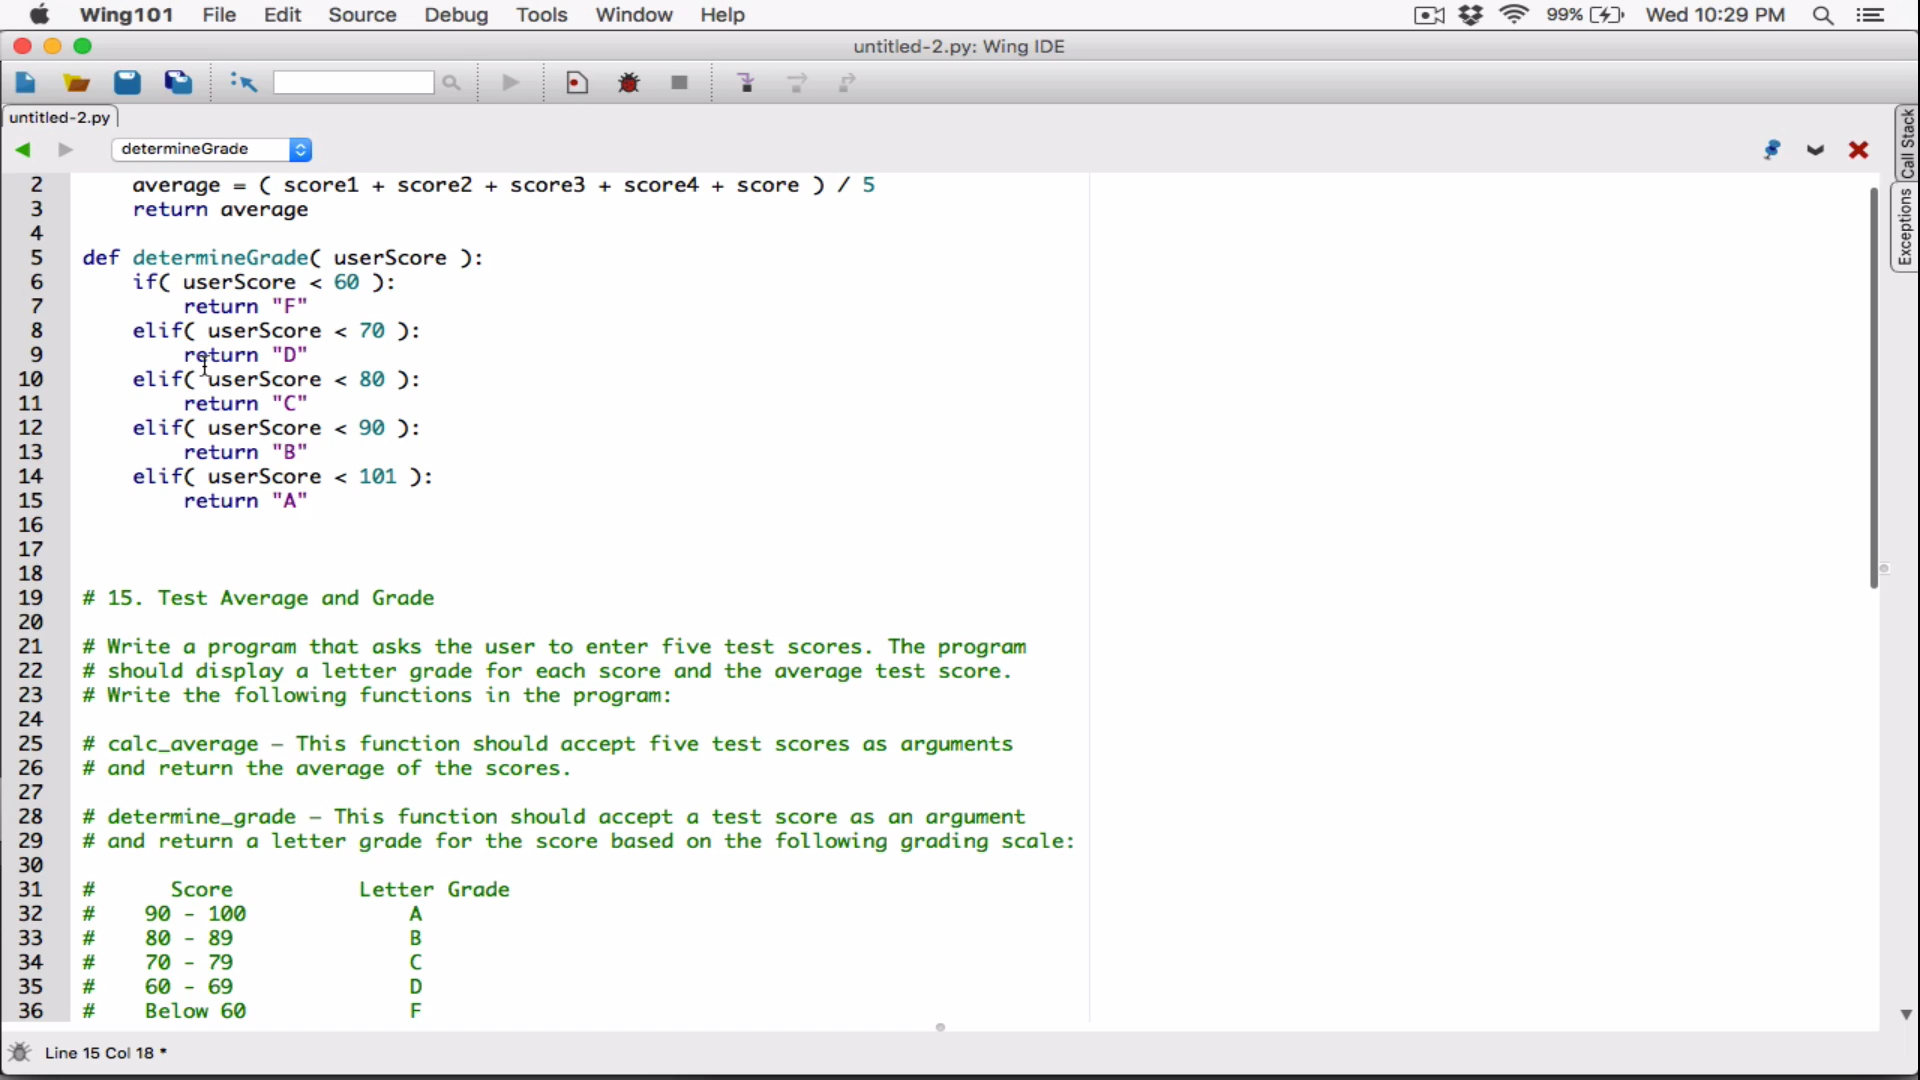 Wing101 File Edit Source Debug Tools Window Help 99% Wed 10:29 PM
untitled-2.py: Wing IDE
untitled-2.py
determineGrade
Call Stack
Exceptions
2 average = ( score1 + score2 + score3 + score4 + score ) / 5
3 return average
4
5 def determineGrade( userScore ):
6 if( userScore < 60 ):
7 return "F"
8 elif( userScore < 70 ):
9 return "D"
10 elif( userScore < 80 ):
11 return "C"
12 elif( userScore < 90 ):
13 return "B"
14 elif( userScore < 101 ):
15 return "A"
16
17
18
19 # 15. Test Average and Grade
20
21 # Write a program that asks the user to enter five test scores. The program
22 # should display a letter grade for each score and the average test score.
23 # Write the following functions in the program:
24
25 # calc_average – This function should accept five test scores as arguments
26 # and return the average of the scores.
27
28 # determine_grade – This function should accept a test score as an argument
29 # and return a letter grade for the score based on the following grading scale:
30
31 # Score Letter Grade
32 # 90 - 100 A
33 # 80 - 89 B
34 # 70 - 79 C
35 # 60 - 69 D
36 # Below 60 F
Line 15 Col 18 *